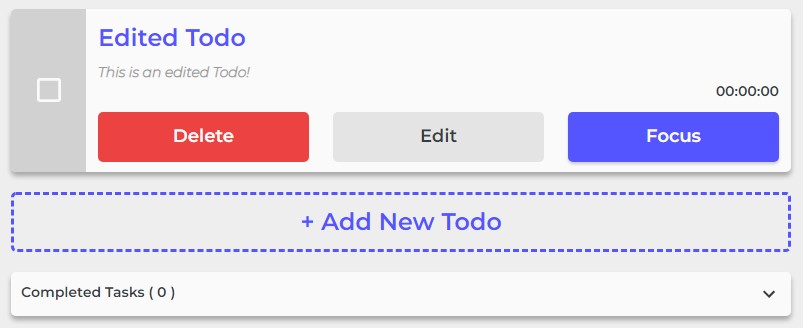 Edited Todo
This is an edited Todo!
00:00:00
Delete Edit Focus
+ Add New Todo
Completed Tasks ( 0 )